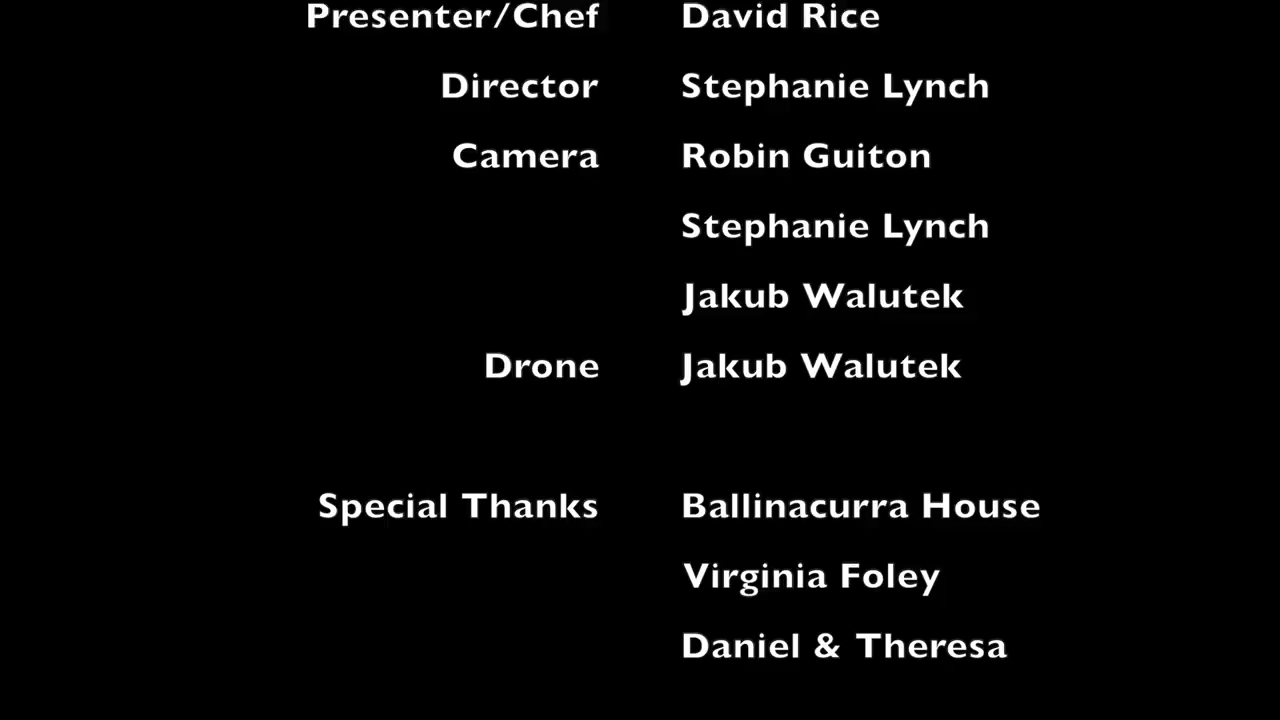 Presenter/Chef David Rice
Director Stephanie Lynch
Camera Robin Guiton
Stephanie Lynch
Jakub Walutek
Drone Jakub Walutek
Special Thanks Ballinacurra House
Virginia Foley
Daniel & Theresa